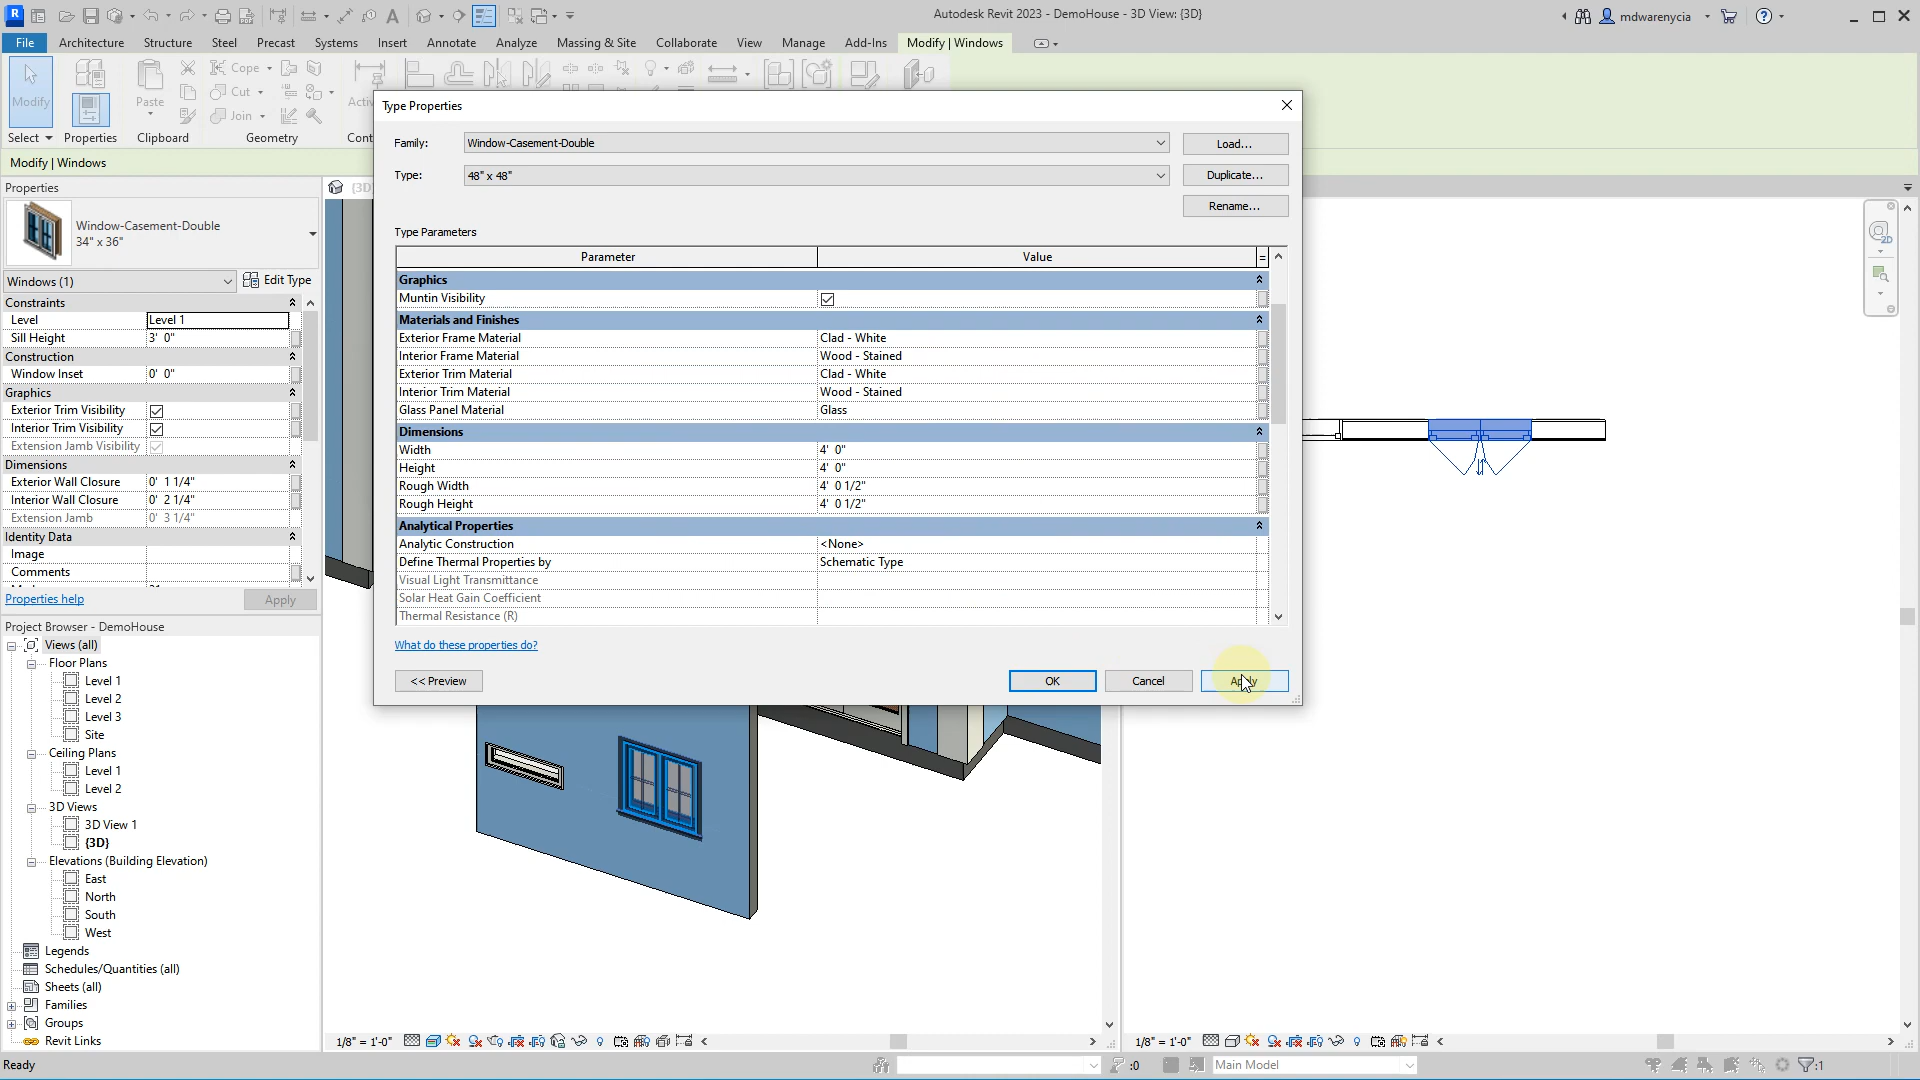 Autodesk Revit 2023 - DemoHouse - 3D View: {3D}
mdwarenycia
File
Architecture
Structure
Steel
Precast
Systems
Insert
Annotate
Analyze
Massing & Site
Collaborate
View
Manage
Add-Ins
Modify | Windows
Modify
Paste
Cope
Cut
Join
Activ
Select
Properties
Clipboard
Geometry
Cont
Modify | Windows
Properties
Window-Casement-Double
34" x 36"
Windows (1)
Edit Type
Constraints
Level Level 1
Sill Height 3' 0"
Construction
Window Inset 0' 0"
Graphics
Exterior Trim Visibility
Interior Trim Visibility
Extension Jamb Visibility
Dimensions
Exterior Wall Closure 0' 1 1/4"
Interior Wall Closure 0' 2 1/4"
Extension Jamb 0' 3 1/4"
Identity Data
Image
Comments
Properties help
Apply
Project Browser - DemoHouse
Views (all)
Floor Plans
Level 1
Level 2
Level 3
Site
Ceiling Plans
Level 1
Level 2
3D Views
3D View 1
{3D}
Elevations (Building Elevation)
East
North
South
West
Legends
Schedules/Quantities (all)
Sheets (all)
Families
Groups
Revit Links
{3D}
Type Properties
Family: Window-Casement-Double Load...
Type: 48" x 48" Duplicate...
Rename...
Type Parameters
Parameter Value =
Graphics
Muntin Visibility
Materials and Finishes
Exterior Frame Material Clad - White
Interior Frame Material Wood - Stained
Exterior Trim Material Clad - White
Interior Trim Material Wood - Stained
Glass Panel Material Glass
Dimensions
Width 4' 0"
Height 4' 0"
Rough Width 4' 0 1/2"
Rough Height 4' 0 1/2"
Analytical Properties
Analytic Construction <None>
Define Thermal Properties by Schematic Type
Visual Light Transmittance
Solar Heat Gain Coefficient
Thermal Resistance (R)
What do these properties do?
<< Preview OK Cancel Apply
2D
1/8" = 1'-0"
1/8" = 1'-0"
Ready
:0
Main Model
:1